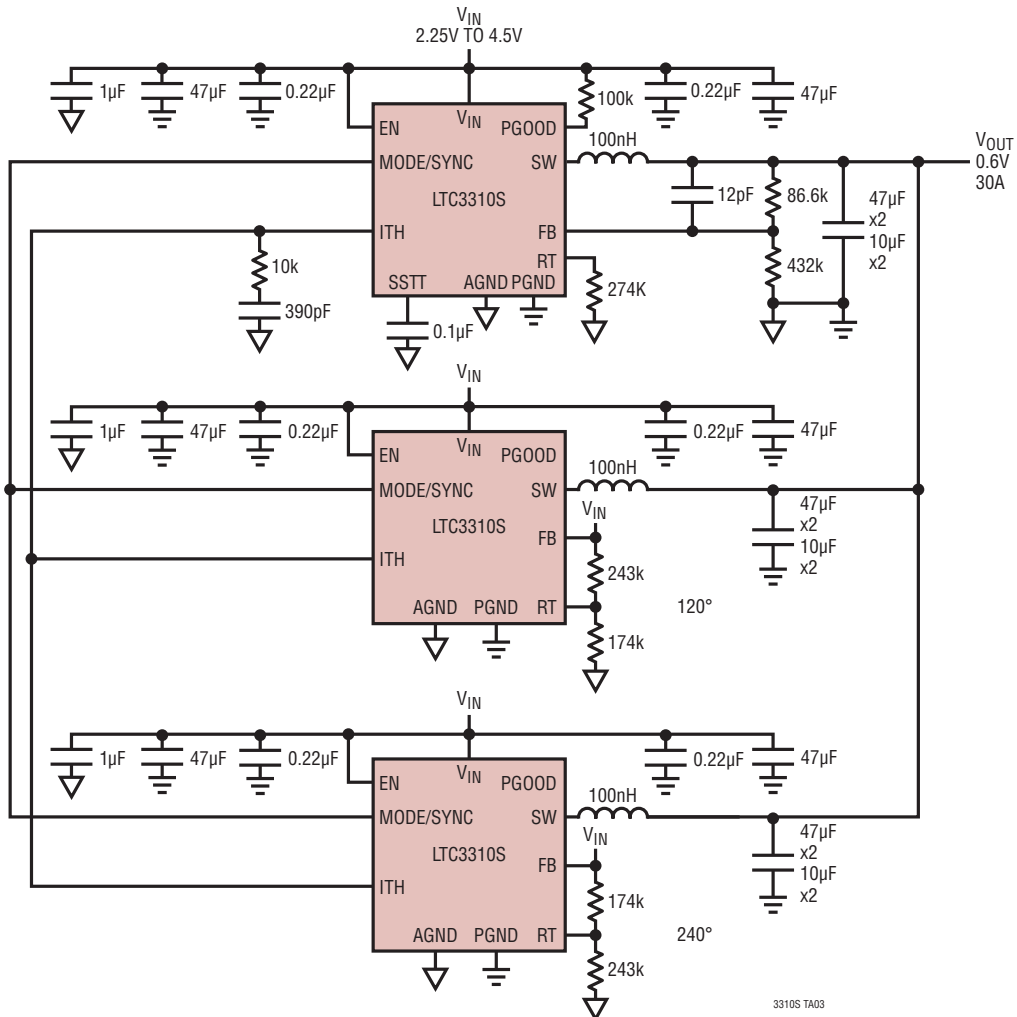 VIN
2.25V TO 4.5V
1µF
47µF
0.22µF
100k
0.22µF
47µF
EN
VIN
PGOOD
100nH
VOUT
0.6V
30A
MODE/SYNC
SW
LTC3310S
12pF
86.6k
47µF
x2
10µF
x2
ITH
FB
10k
RT
432k
SSTT
AGND
PGND
274K
390pF
0.1µF
VIN
1µF
47µF
0.22µF
0.22µF
47µF
EN
VIN
PGOOD
100nH
MODE/SYNC
SW
47µF
x2
10µF
x2
VIN
LTC3310S
FB
ITH
243k
AGND
PGND
RT
120°
174k
VIN
1µF
47µF
0.22µF
0.22µF
47µF
EN
VIN
PGOOD
100nH
MODE/SYNC
SW
47µF
x2
10µF
x2
VIN
LTC3310S
FB
ITH
174k
AGND
PGND
RT
240°
243k
3310S TA03